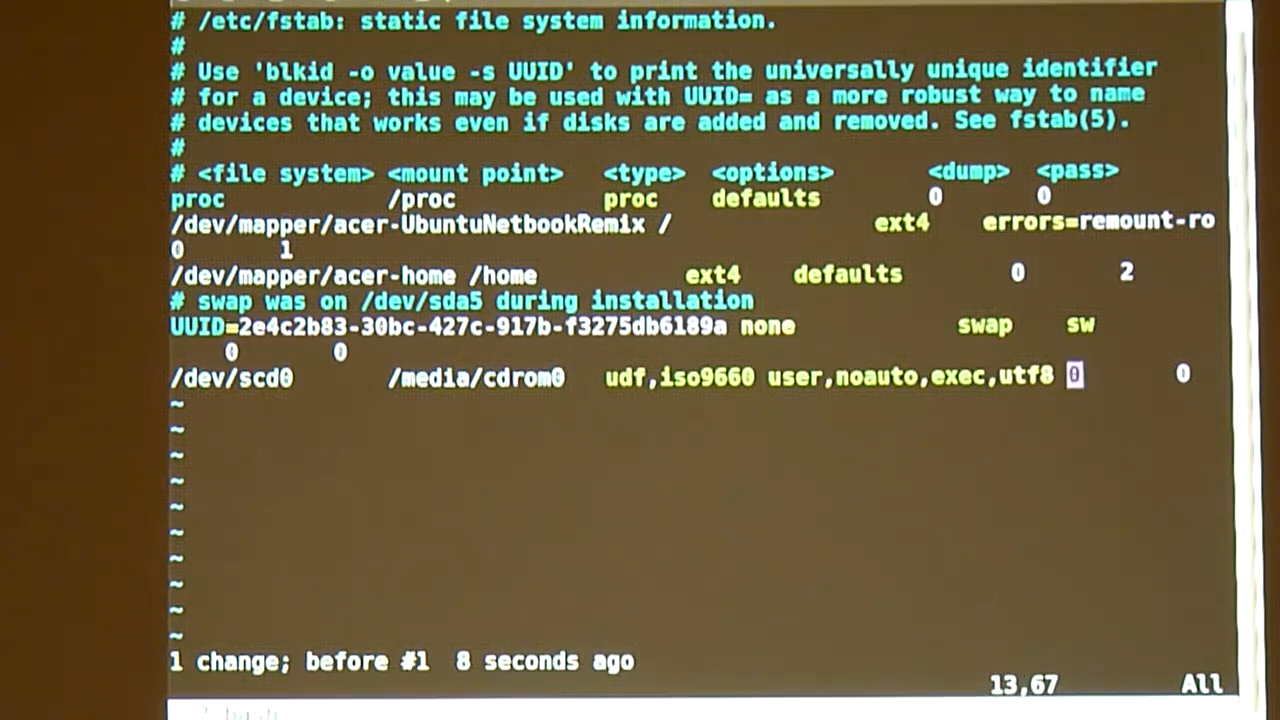 # /etc/fstab: static file system information.
#
# Use 'blkid -o value -s UUID' to print the universally unique identifier
# for a device; this may be used with UUID= as a more robust way to name
# devices that works even if disks are added and removed. See fstab(5).
#
# <file system> <mount point>   <type>  <options>       <dump>  <pass>
proc            /proc           proc    defaults        0       0
/dev/mapper/acer-UbuntuNetbookRemix /               ext4    errors=remount-ro
0       1
/dev/mapper/acer-home /home           ext4    defaults        0       2
# swap was on /dev/sda5 during installation
UUID=2e4c2b83-30bc-427c-917b-f3275db6189a none            swap    sw
    0       0
/dev/scd0       /media/cdrom0   udf,iso9660 user,noauto,exec,utf8 0       0
~
~
~
~
~
~
~
~
~
~
1 change; before #1  8 seconds ago
13,67         All